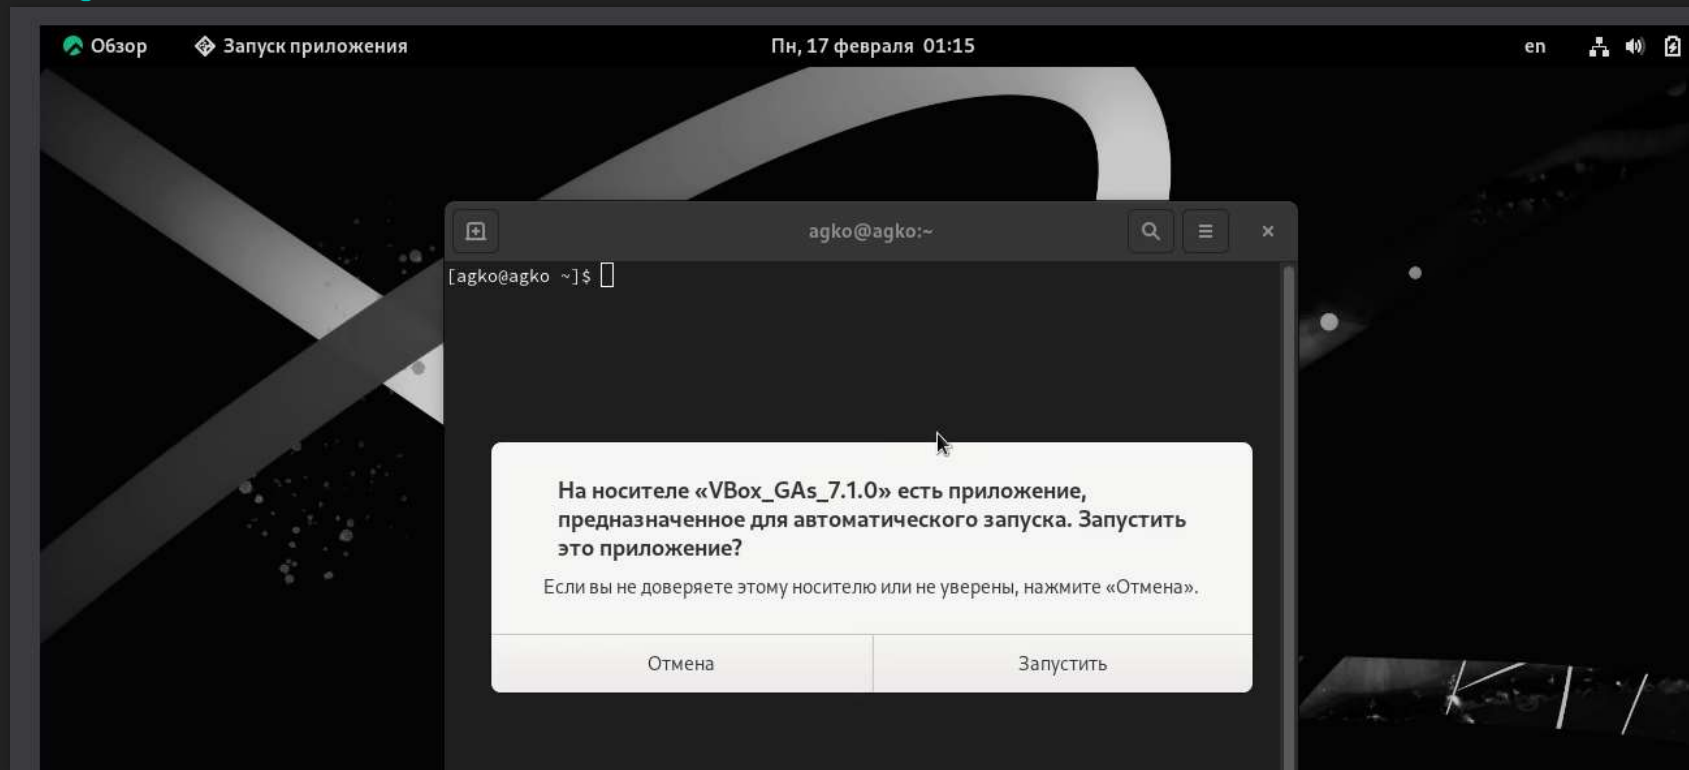 Обзор
Запуск приложения
Пн, 17 февраля 01:15
en
agko@agko:~
[agko@agko ~]$
На носителе «VBox_GAs_7.1.0» есть приложение,
предназначенное для автоматического запуска. Запустить
это приложение?
Если вы не доверяете этому носителю или не уверены, нажмите «Отмена».
Отмена
Запустить